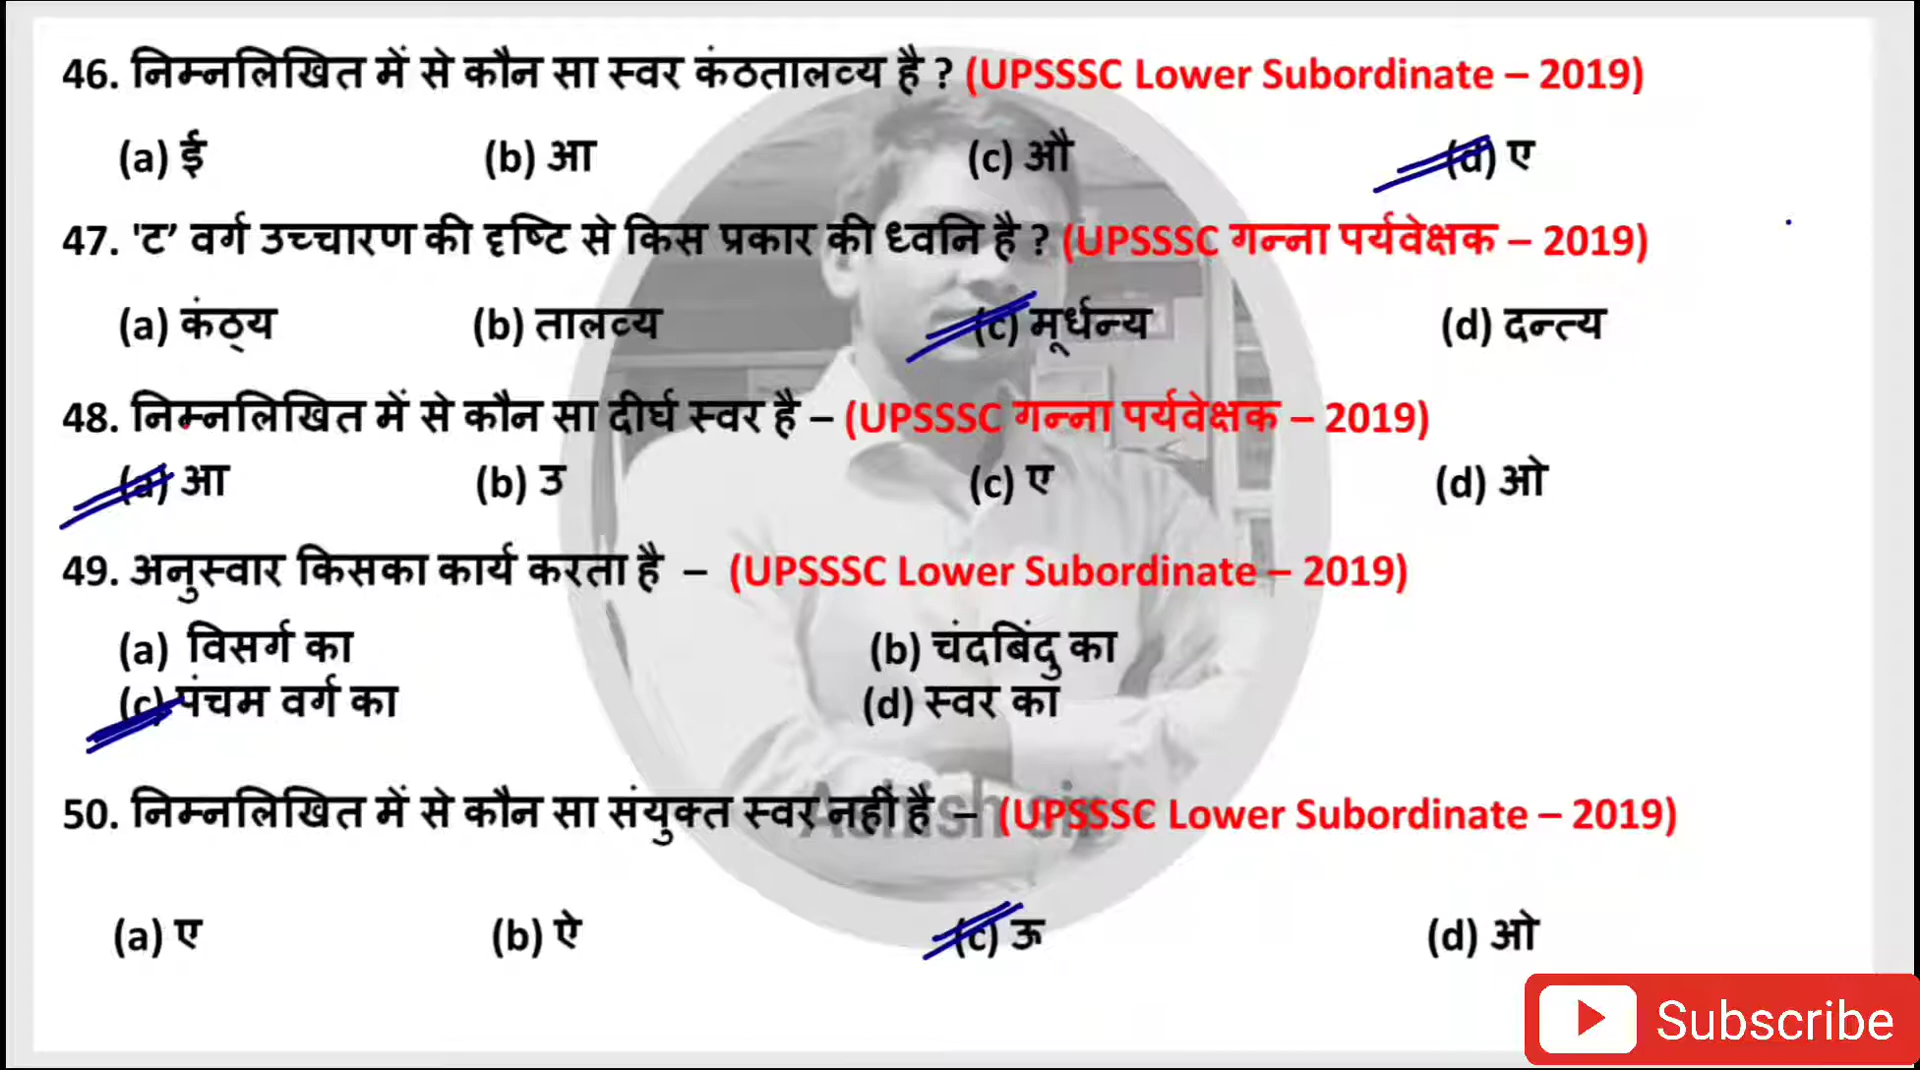 46. निम्नलिखित में से कौन सा स्वर कंठतालव्य है ? (UPSSSC Lower Subordinate – 2019)
(a) ई (b) आ (c) औ (d) ए
47. 'ट’ वर्ग उच्चारण की दृष्टि से किस प्रकार की ध्वनि है ? (UPSSSC गन्ना पर्यवेक्षक – 2019)
(a) कंठ्य (b) तालव्य (c) मूर्धन्य (d) दन्त्य
48. निम्नलिखित में से कौन सा दीर्घ स्वर है – (UPSSSC गन्ना पर्यवेक्षक – 2019)
(a) आ (b) उ (c) ए (d) ओ
49. अनुस्वार किसका कार्य करता है – (UPSSSC Lower Subordinate – 2019)
(a) विसर्ग का (b) चंदबिंदु का
(c) पंचम वर्ग का (d) स्वर का
50. निम्नलिखित में से कौन सा संयुक्त स्वर नहीं है – (UPSSSC Lower Subordinate – 2019)
Ashish sir
(a) ए (b) ऐ (c) ऊ (d) ओ
Subscribe